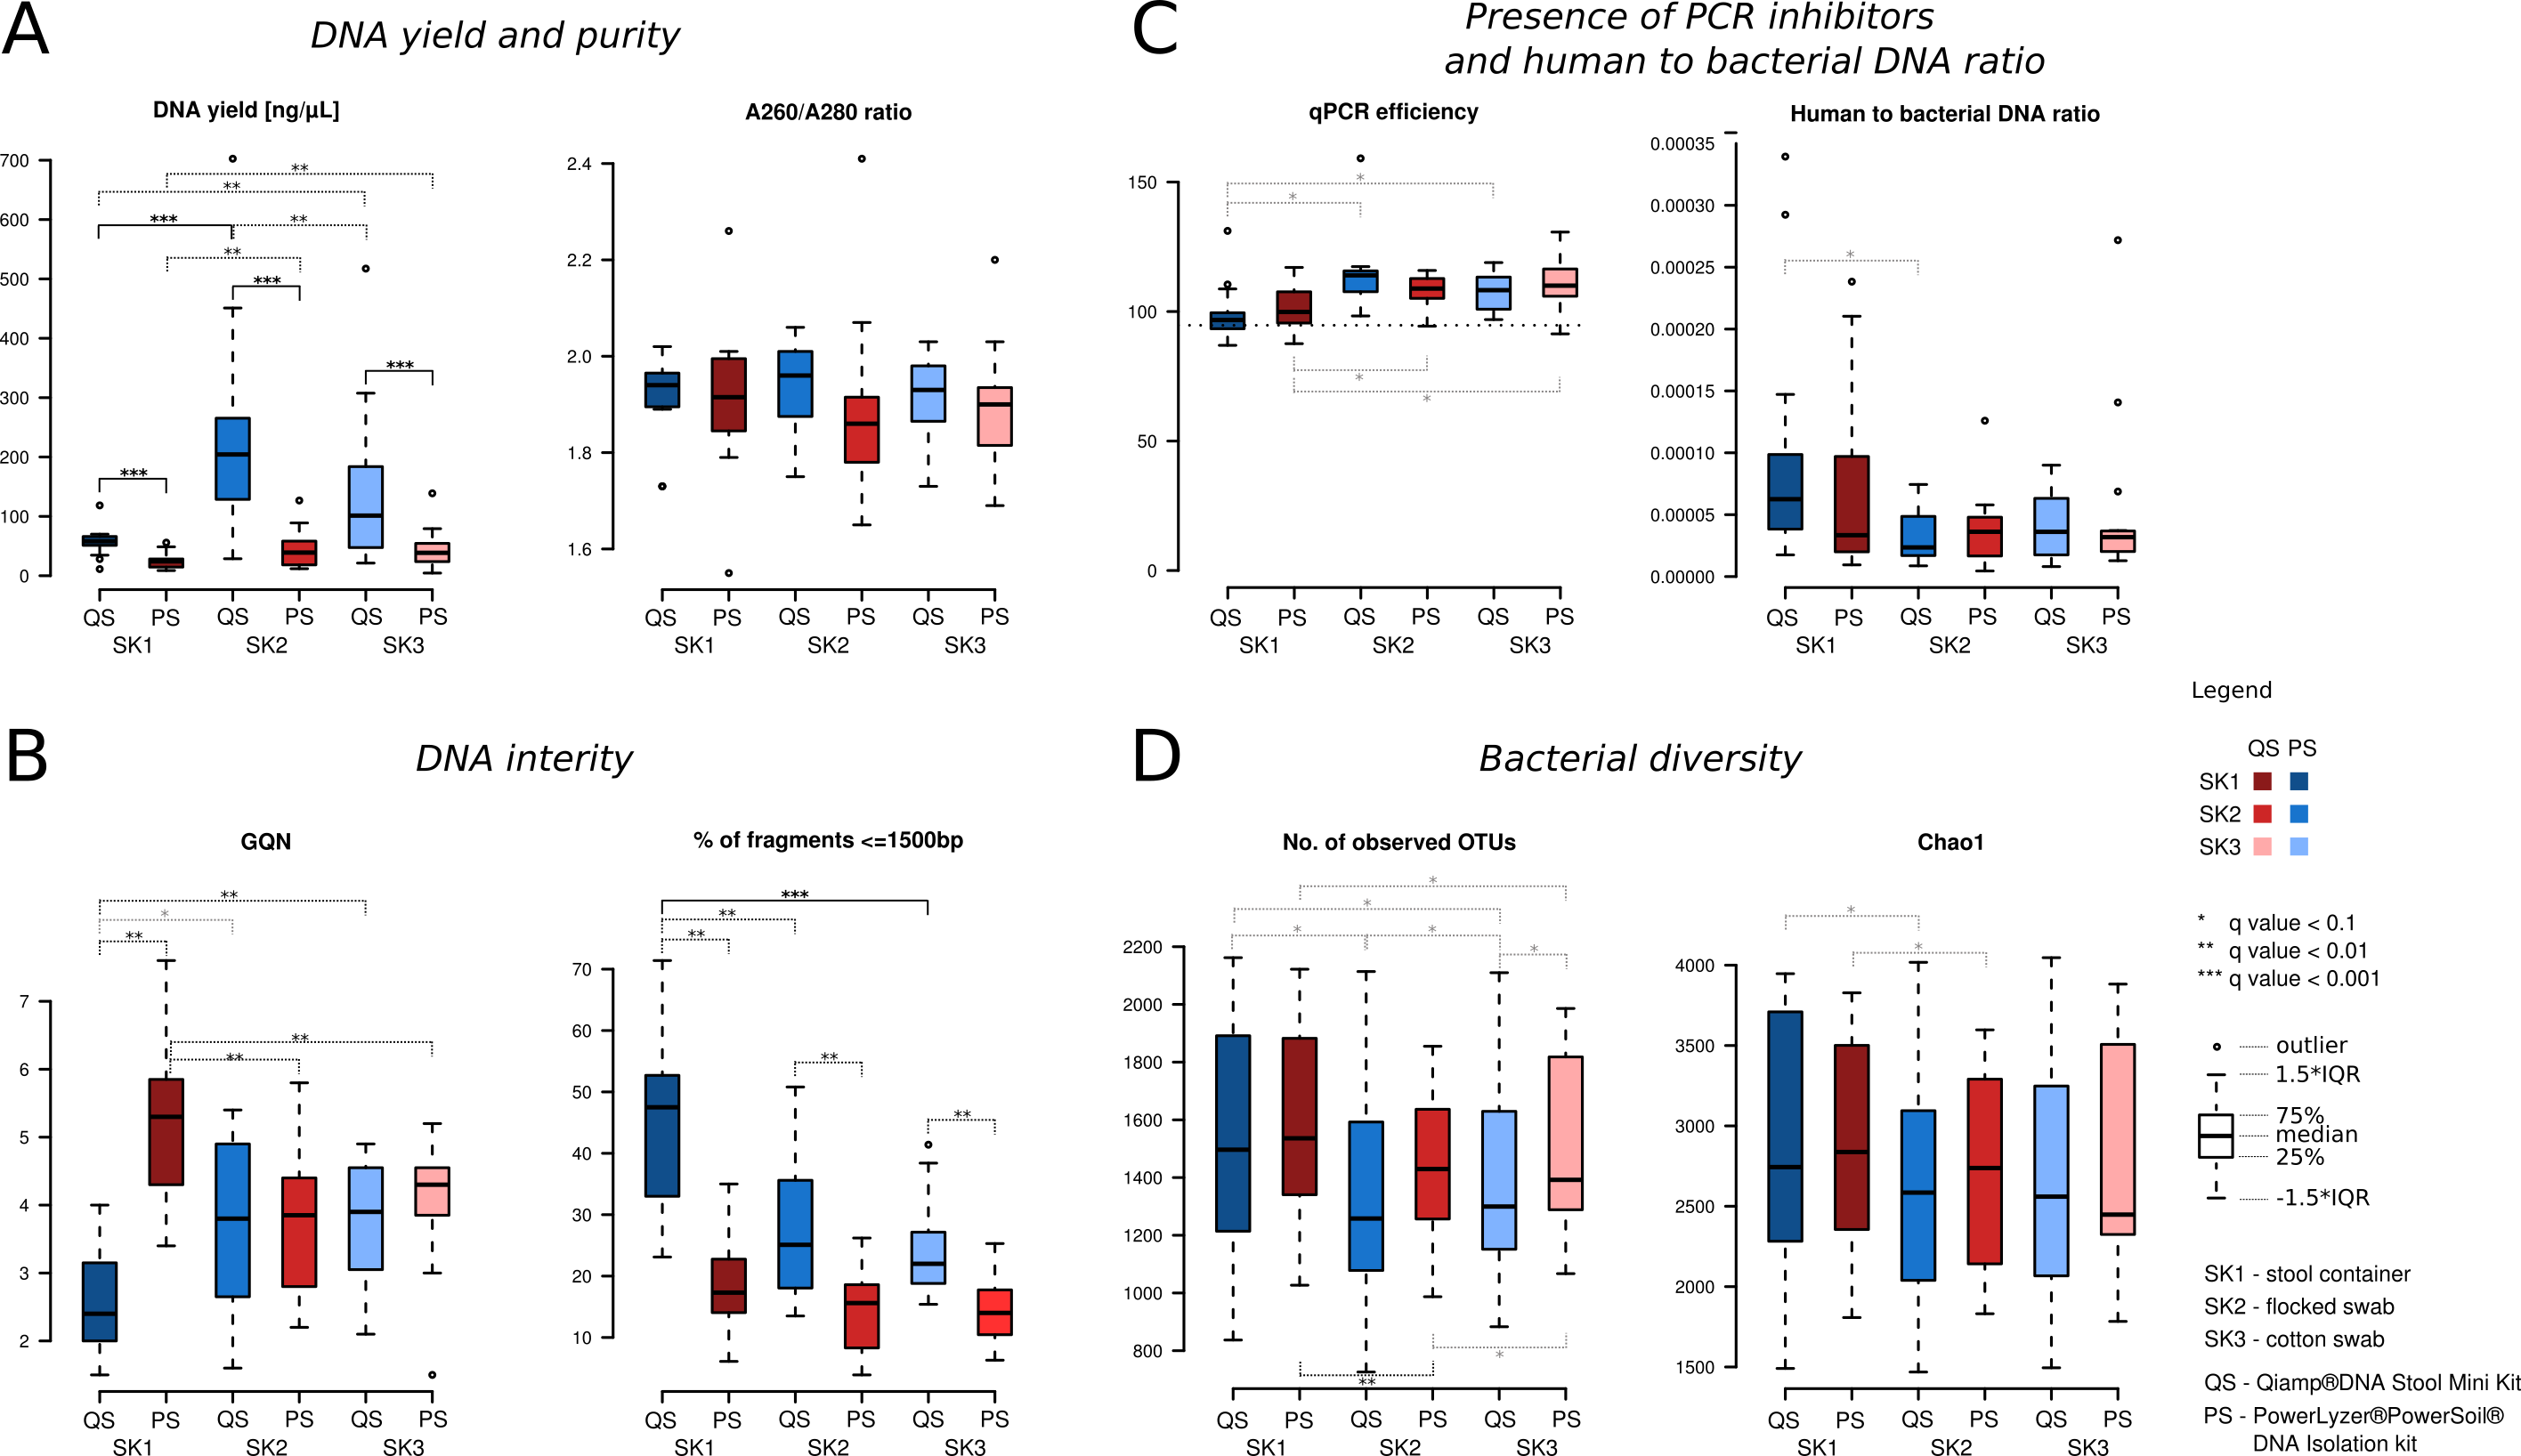 A
DNA yield and purity
DNA yield [ng/µL]
700
600
500
400
300
200
100
0
** 
**
*** **
**
***
***
***
QS PS QS PS QS PS
SK1 SK2 SK3
A260/A280 ratio
2.4
2.2
2.0
1.8
1.6
QS PS QS PS QS PS
SK1 SK2 SK3
C
Presence of PCR inhibitors
and human to bacterial DNA ratio
qPCR efficiency
150
100
50
0
*
*
*
*
QS PS QS PS QS PS
SK1 SK2 SK3
Human to bacterial DNA ratio
0.00035
0.00030
0.00025
0.00020
0.00015
0.00010
0.00005
0.00000
*
QS PS QS PS QS PS
SK1 SK2 SK3
B
DNA interity
GQN
7
6
5
4
3
2
**
*
**
**
**
QS PS QS PS QS PS
SK1 SK2 SK3
% of fragments <=1500bp
70
60
50
40
30
20
10
***
**
**
**
**
QS PS QS PS QS PS
SK1 SK2 SK3
D
Bacterial diversity
No. of observed OTUs
2200
2000
1800
1600
1400
1200
1000
800
*
*
* *
*
*
**
QS PS QS PS QS PS
SK1 SK2 SK3
Chao1
4000
3500
3000
2500
2000
1500
*
*
QS PS QS PS QS PS
SK1 SK2 SK3
Legend
QS PS
SK1
SK2
SK3
* q value < 0.1
** q value < 0.01
*** q value < 0.001
outlier
1.5*IQR
75%
median
25%
-1.5*IQR
SK1 - stool container
SK2 - flocked swab
SK3 - cotton swab
QS - Qiamp®DNA Stool Mini Kit
PS - PowerLyzer®PowerSoil®
DNA Isolation kit